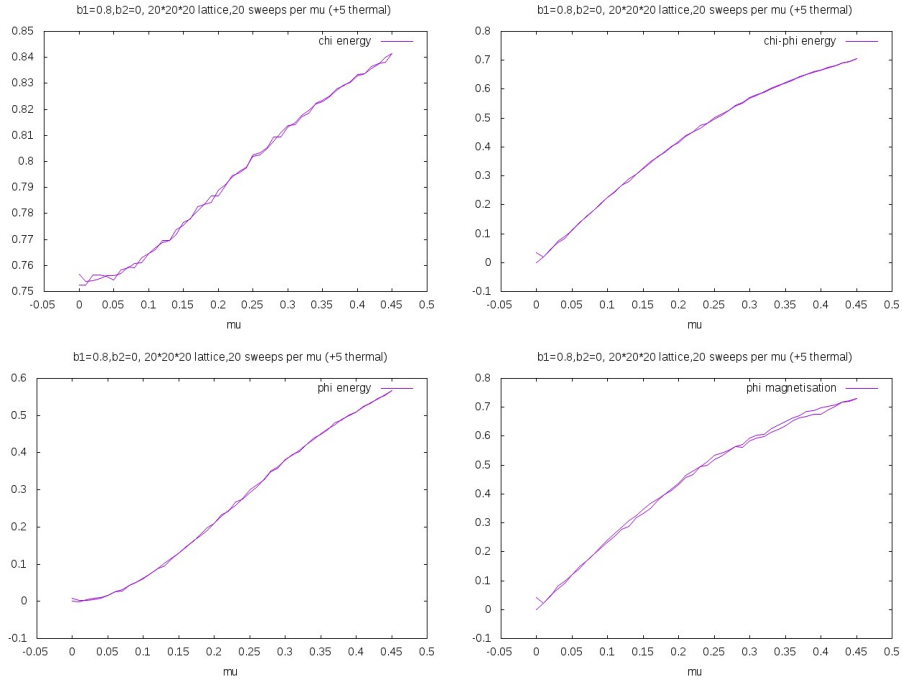 b1=0.8,b2=0, 20*20*20 lattice,20 sweeps per mu (+5 thermal)
chi energy
0.85
0.84
0.83
0.82
0.81
0.8
0.79
0.78
0.77
0.76
0.75
-0.05 0 0.05 0.1 0.15 0.2 0.25 0.3 0.35 0.4 0.45 0.5
mu
b1=0.8,b2=0, 20*20*20 lattice,20 sweeps per mu (+5 thermal)
chi-phi energy
0.8
0.7
0.6
0.5
0.4
0.3
0.2
0.1
0
-0.1
-0.05 0 0.05 0.1 0.15 0.2 0.25 0.3 0.35 0.4 0.45 0.5
mu
b1=0.8,b2=0, 20*20*20 lattice,20 sweeps per mu (+5 thermal)
phi energy
0.6
0.5
0.4
0.3
0.2
0.1
0
-0.1
-0.05 0 0.05 0.1 0.15 0.2 0.25 0.3 0.35 0.4 0.45 0.5
mu
b1=0.8,b2=0, 20*20*20 lattice,20 sweeps per mu (+5 thermal)
phi magnetisation
0.8
0.7
0.6
0.5
0.4
0.3
0.2
0.1
0
-0.1
-0.05 0 0.05 0.1 0.15 0.2 0.25 0.3 0.35 0.4 0.45 0.5
mu